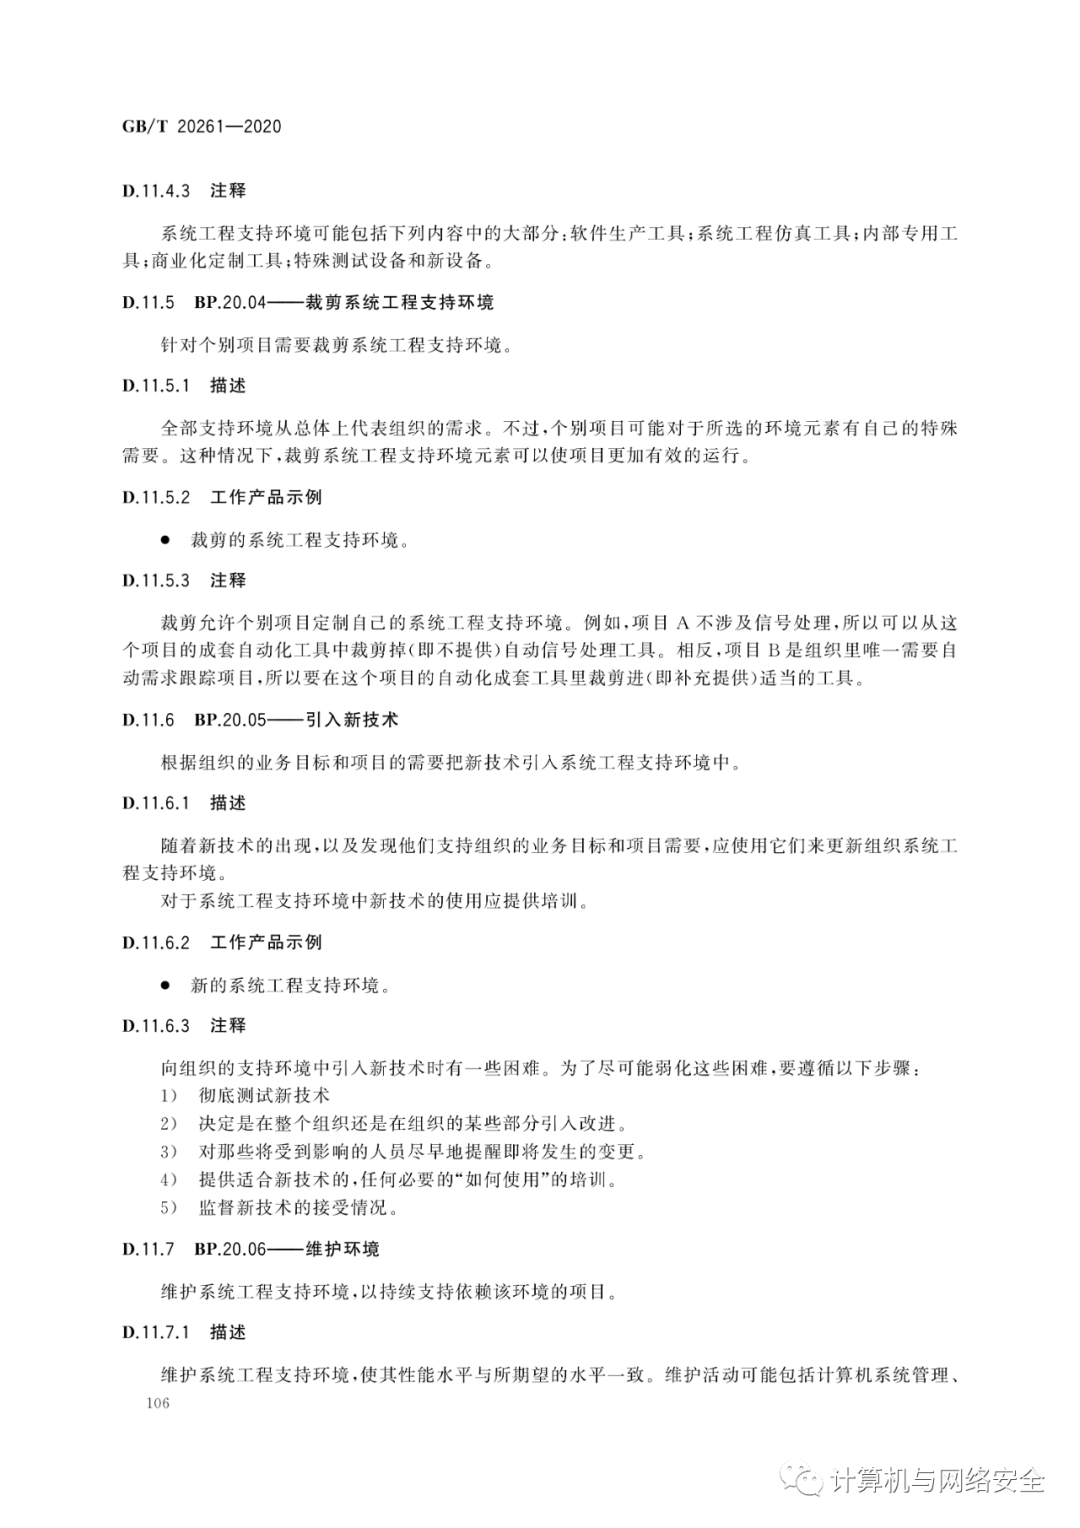 GB/T 20261—2020
D.11.4.3 注释
系统工程支持环境可能包括下列内容中的大部分:软件生产工具;系统工程仿真工具;内部专用工
具;商业化定制工具;特殊测试设备和新设备。
D.11.5 BP.20.04——裁剪系统工程支持环境
针对个别项目需要裁剪系统工程支持环境。
D.11.5.1 描述
全部支持环境从总体上代表组织的需求。不过,个别项目可能对于所选的环境元素有自己的特殊
需要。这种情况下,裁剪系统工程支持环境元素可以使项目更加有效的运行。
D.11.5.2 工作产品示例
● 裁剪的系统工程支持环境。
D.11.5.3 注释
裁剪允许个别项目定制自己的系统工程支持环境。例如,项目 A 不涉及信号处理,所以可以从这
个项目的成套自动化工具中裁剪掉(即不提供)自动信号处理工具。相反,项目 B 是组织里唯一需要自
动需求跟踪项目,所以要在这个项目的自动化成套工具里裁剪进(即补充提供)适当的工具。
D.11.6 BP.20.05——引入新技术
根据组织的业务目标和项目的需要把新技术引入系统工程支持环境中。
D.11.6.1 描述
随着新技术的出现,以及发现他们支持组织的业务目标和项目需要,应使用它们来更新组织系统工
程支持环境。
对于系统工程支持环境中新技术的使用应提供培训。
D.11.6.2 工作产品示例
● 新的系统工程支持环境。
D.11.6.3 注释
向组织的支持环境中引入新技术时有一些困难。为了尽可能弱化这些困难,要遵循以下步骤:
1) 彻底测试新技术
2) 决定是在整个组织还是在组织的某些部分引入改进。
3) 对那些将受到影响的人员尽早地提醒即将发生的变更。
4) 提供适合新技术的,任何必要的“如何使用”的培训。
5) 监督新技术的接受情况。
D.11.7 BP.20.06——维护环境
维护系统工程支持环境,以持续支持依赖该环境的项目。
D.11.7.1 描述
维护系统工程支持环境,使其性能水平与所期望的水平一致。维护活动可能包括计算机系统管理、
106
计算机与网络安全